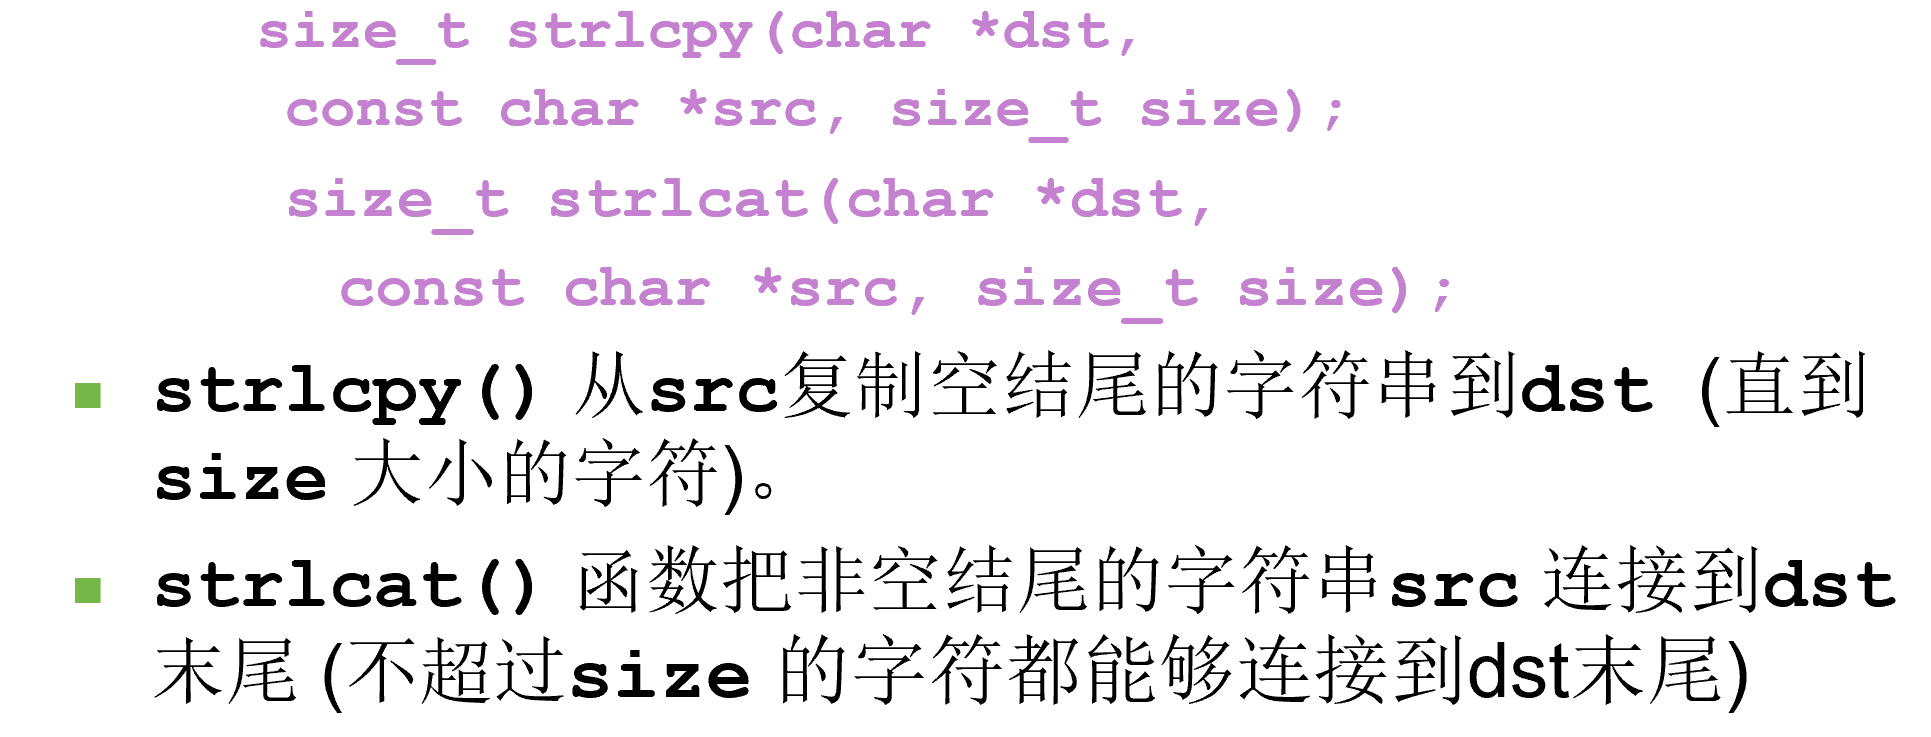 size_t strlcpy(char *dst,
const char *src, size_t size);
size_t strlcat(char *dst,
const char *src, size_t size);
strlcpy() 从src复制空结尾的字符串到dst (直到
size 大小的字符)。
strlcat() 函数把非空结尾的字符串src 连接到dst
末尾 (不超过size 的字符都能够连接到dst末尾)